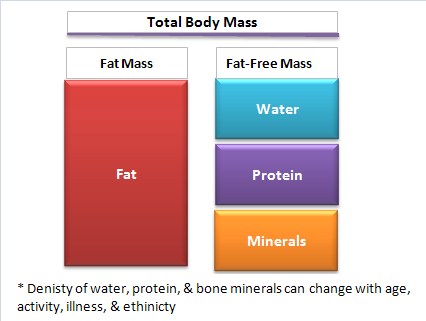 Total Body Mass
Fat Mass
Fat-Free Mass
Fat
Water
Protein
Minerals
* Denisty of water, protein, & bone minerals can change with age,
activity, illness, & ethinicty